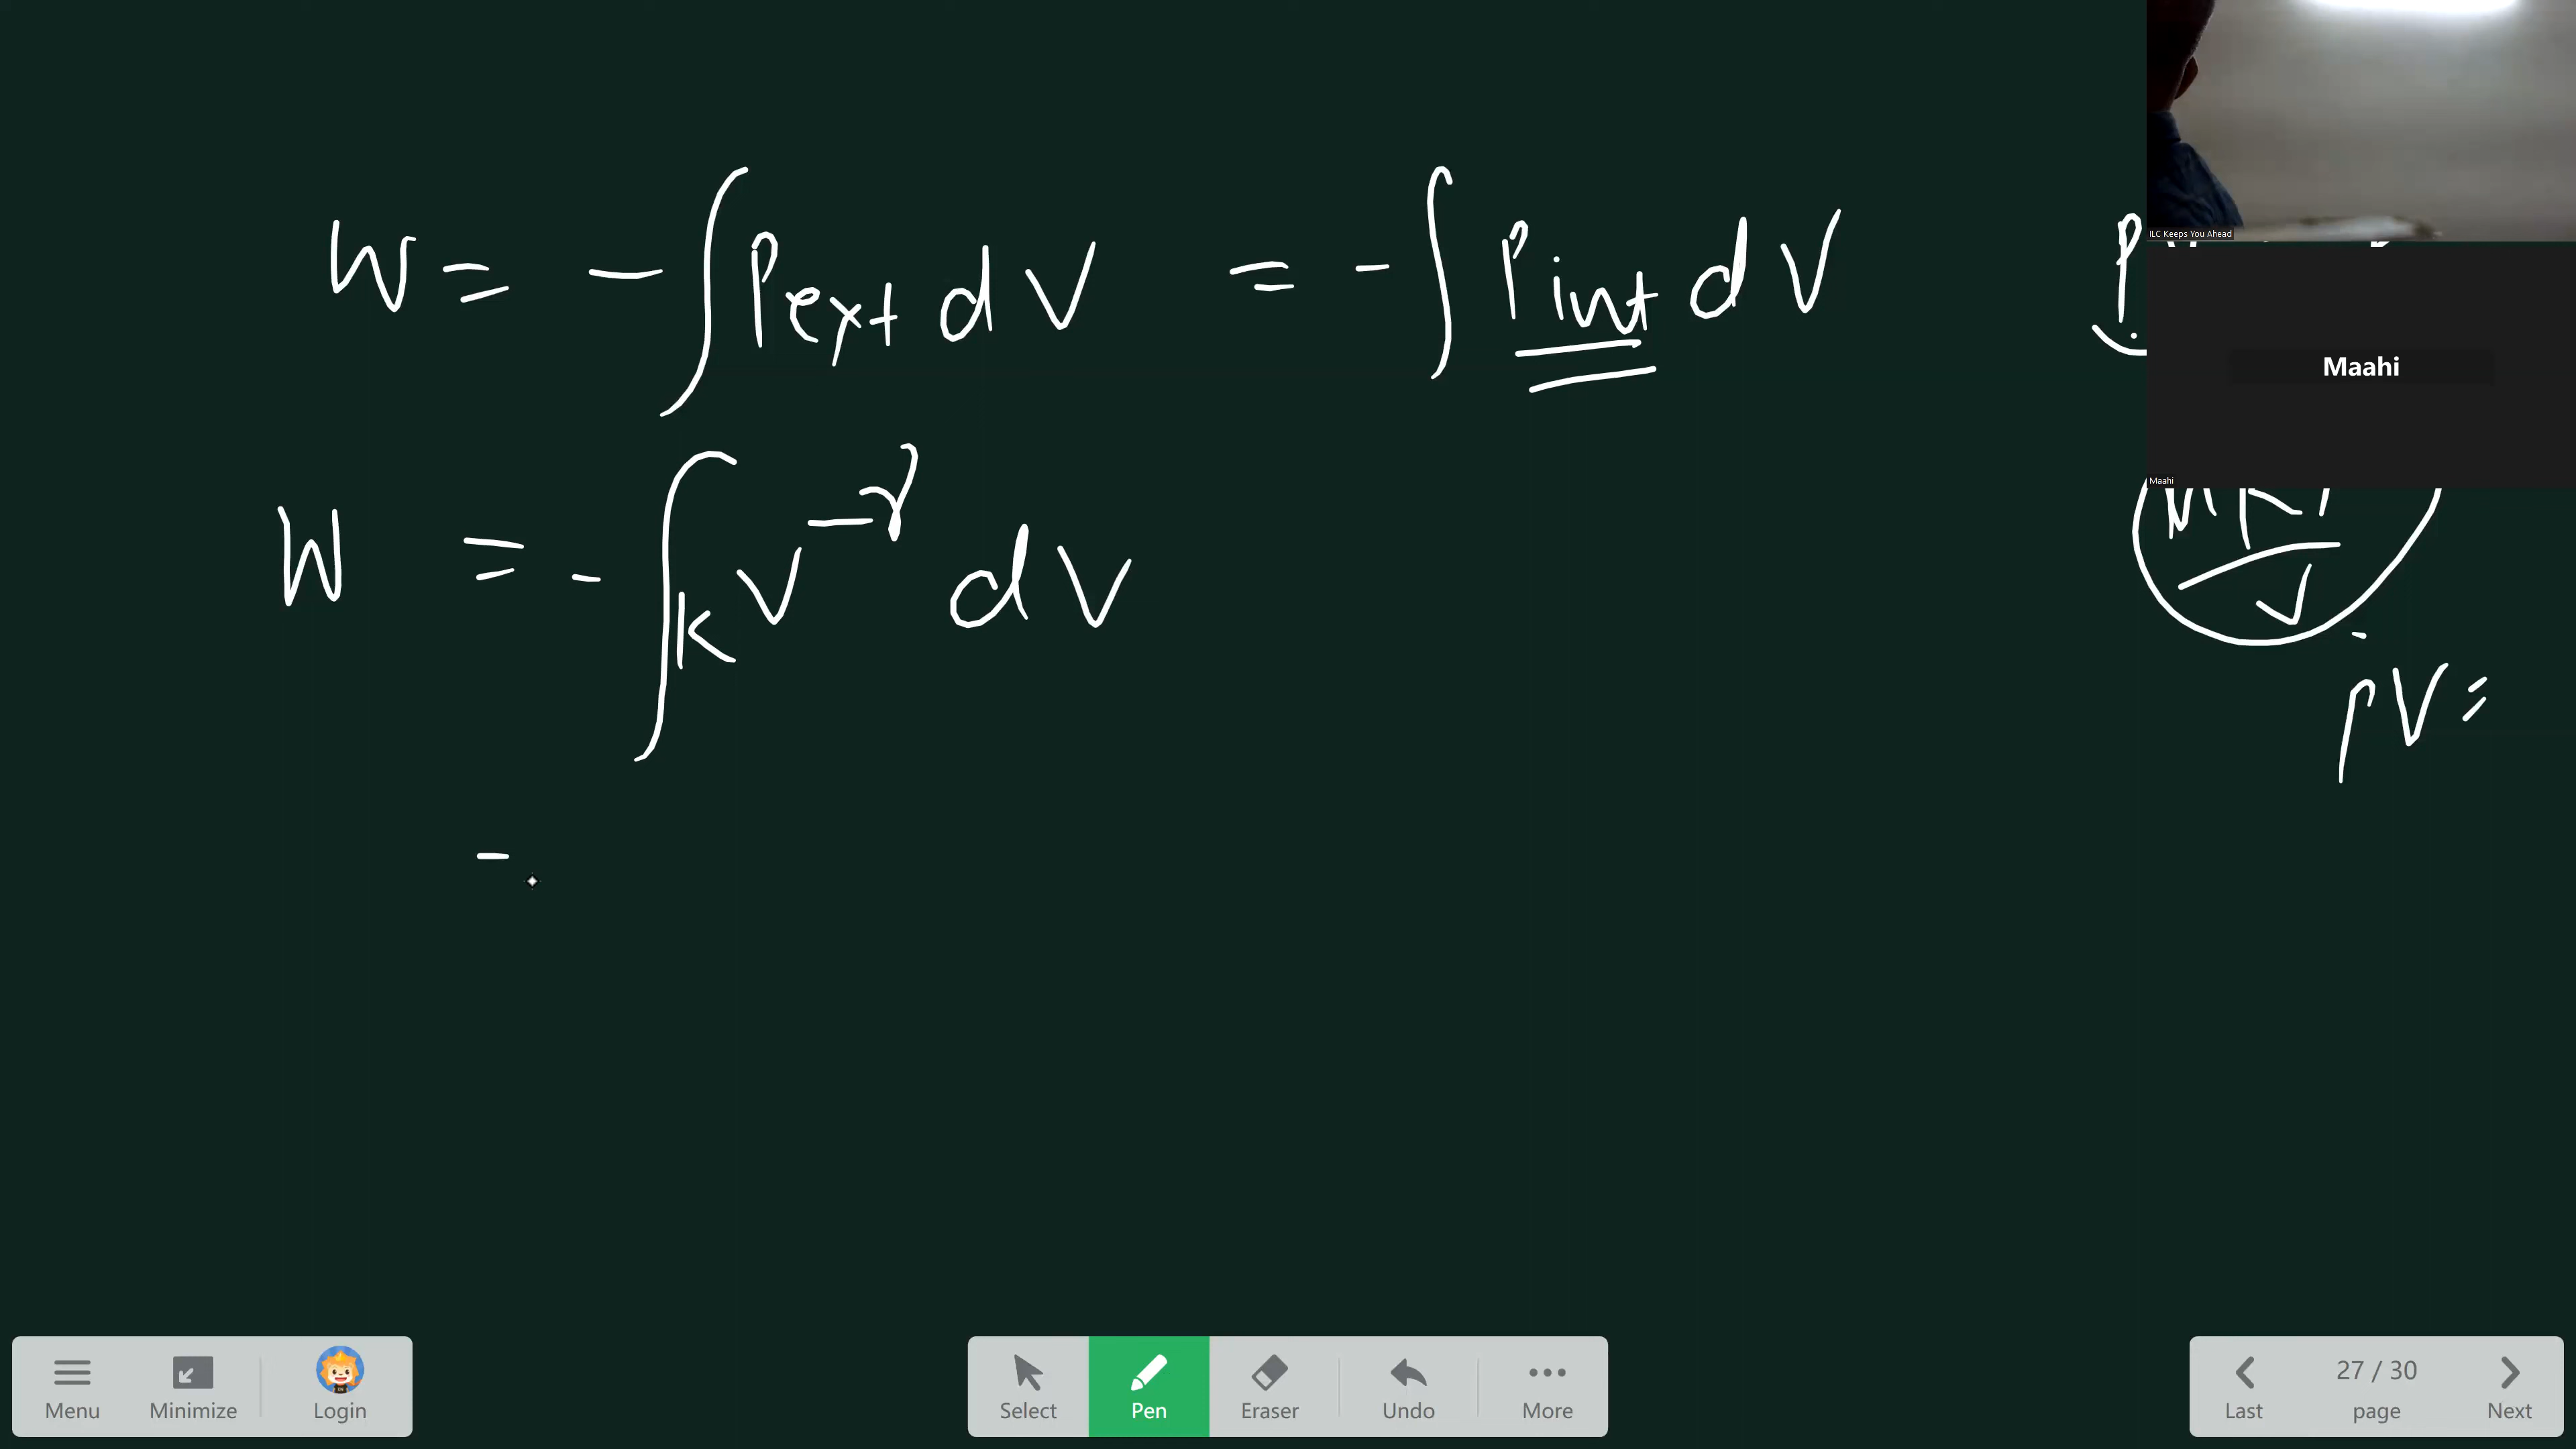 W = - ∫ Pext dV = - ∫ Pint dV
P
ILC Keeps You Ahead
Maahi
Maahi
W = - ∫ K V^-γ dV
V
PV =
-
Menu Minimize Login Select Pen Eraser Undo More Last 27 / 30 page Next